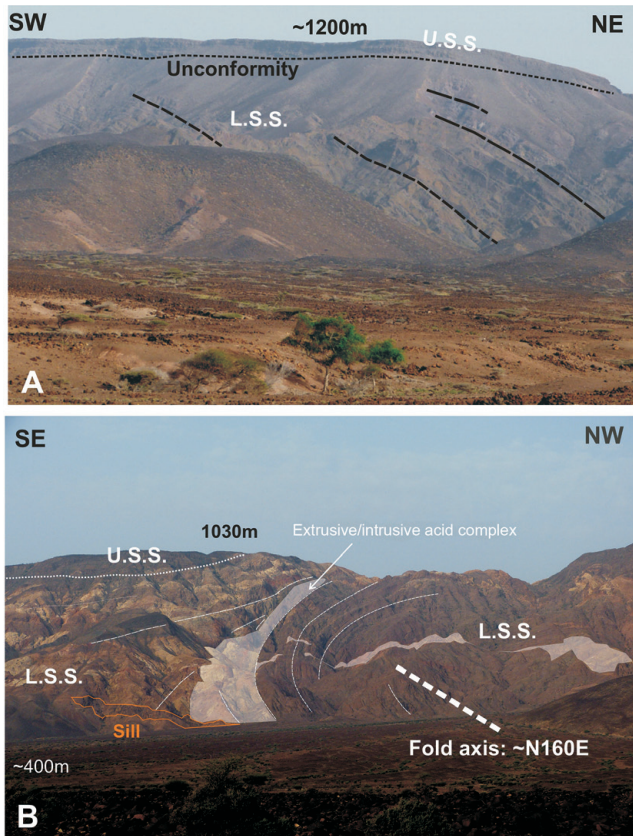 SW
~1200m
U.S.S.
NE
Unconformity
L.S.S.
A
SE
NW
1030m
Extrusive/intrusive acid complex
U.S.S.
L.S.S.
L.S.S.
Sill
Fold axis: ~N160E
~400m
B